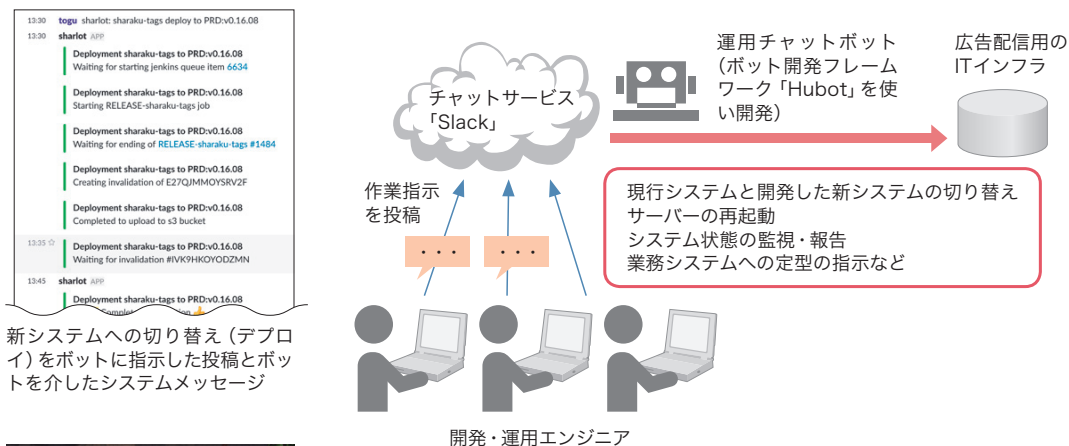 13:30 togu sharlot: sharaku-tags deploy to PRD:v0.16.08
13:30 sharlot APP
Deployment sharaku-tags to PRD:v0.16.08
Waiting for starting jenkins queue item 6634
Deployment sharaku-tags to PRD:v0.16.08
Starting RELEASE-sharaku-tags job
Deployment sharaku-tags to PRD:v0.16.08
Waiting for ending of RELEASE-sharaku-tags #1484
Deployment sharaku-tags to PRD:v0.16.08
Creating invalidation of E27QJMMOYSRV2F
Deployment sharaku-tags to PRD:v0.16.08
Completed to upload to s3 bucket
13:35 Deployment sharaku-tags to PRD:v0.16.08
Waiting for invalidation #IVK9HKOYODZMN
13:45 sharlot APP
Deployment sharaku-tags to PRD:v0.16.08
新システムへの切り替え(デプロ
イ)をボットに指示した投稿とボッ
トを介したシステムメッセージ
チャットサービス
「Slack」
運用チャットボット
(ボット開発フレーム
ワーク「Hubot」を使
い開発)
広告配信用の
ITインフラ
作業指示
を投稿
・・・
・・・
現行システムと開発した新システムの切り替え
サーバーの再起動
システム状態の監視・報告
業務システムへの定型の指示など
開発・運用エンジニア